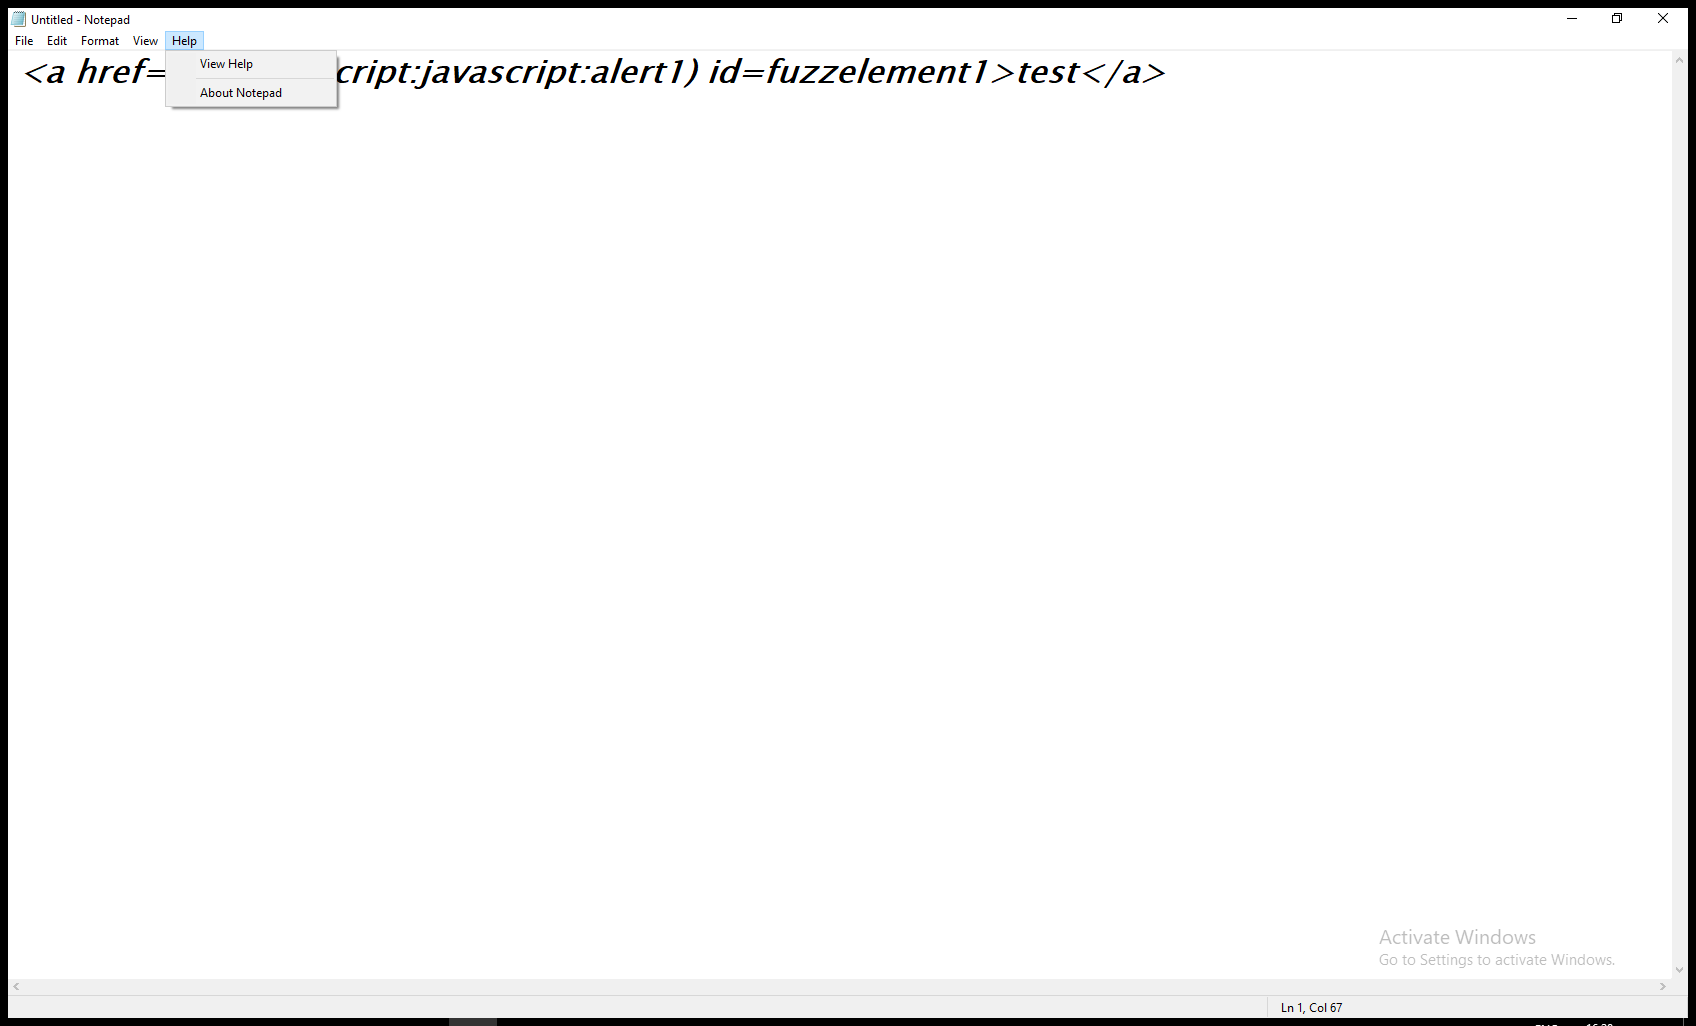 Untitled - Notepad
File Edit Format View Help
View Help
About Notepad
<a href= cript:javascript:alert1) id=fuzzelement1>test</a>
Activate Windows
Go to Settings to activate Windows.
Ln 1, Col 67